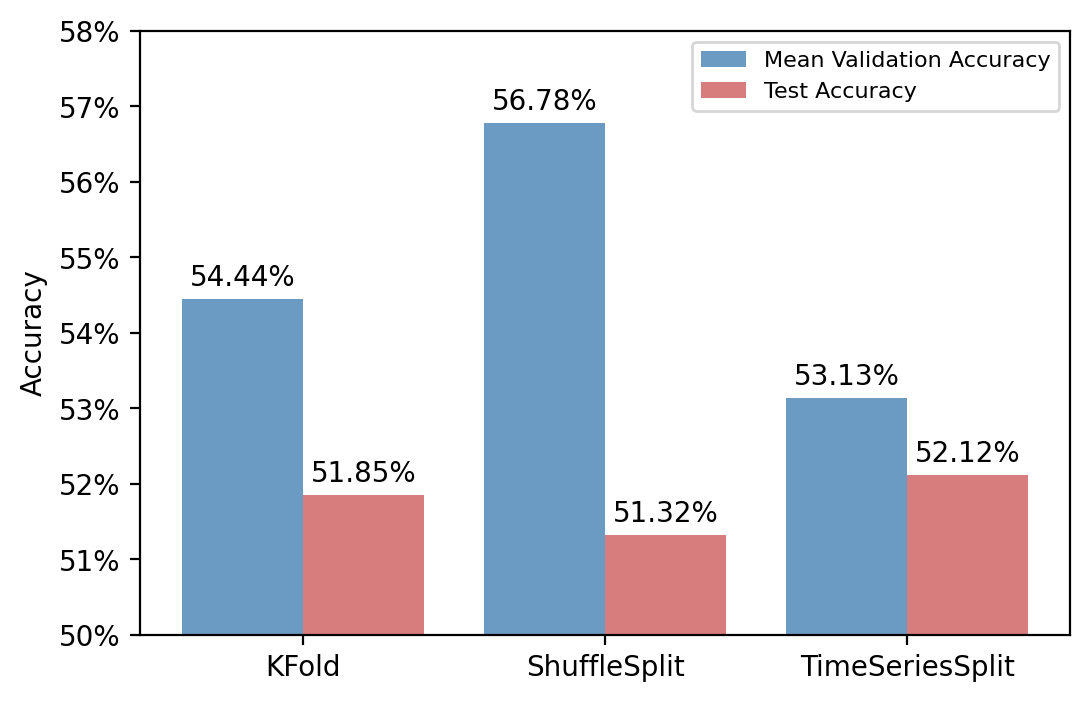 58%
57%
56%
55%
54%
53%
52%
51%
50%
Accuracy
Mean Validation Accuracy
Test Accuracy
54.44%
51.85%
56.78%
51.32%
53.13%
52.12%
KFold
ShuffleSplit
TimeSeriesSplit